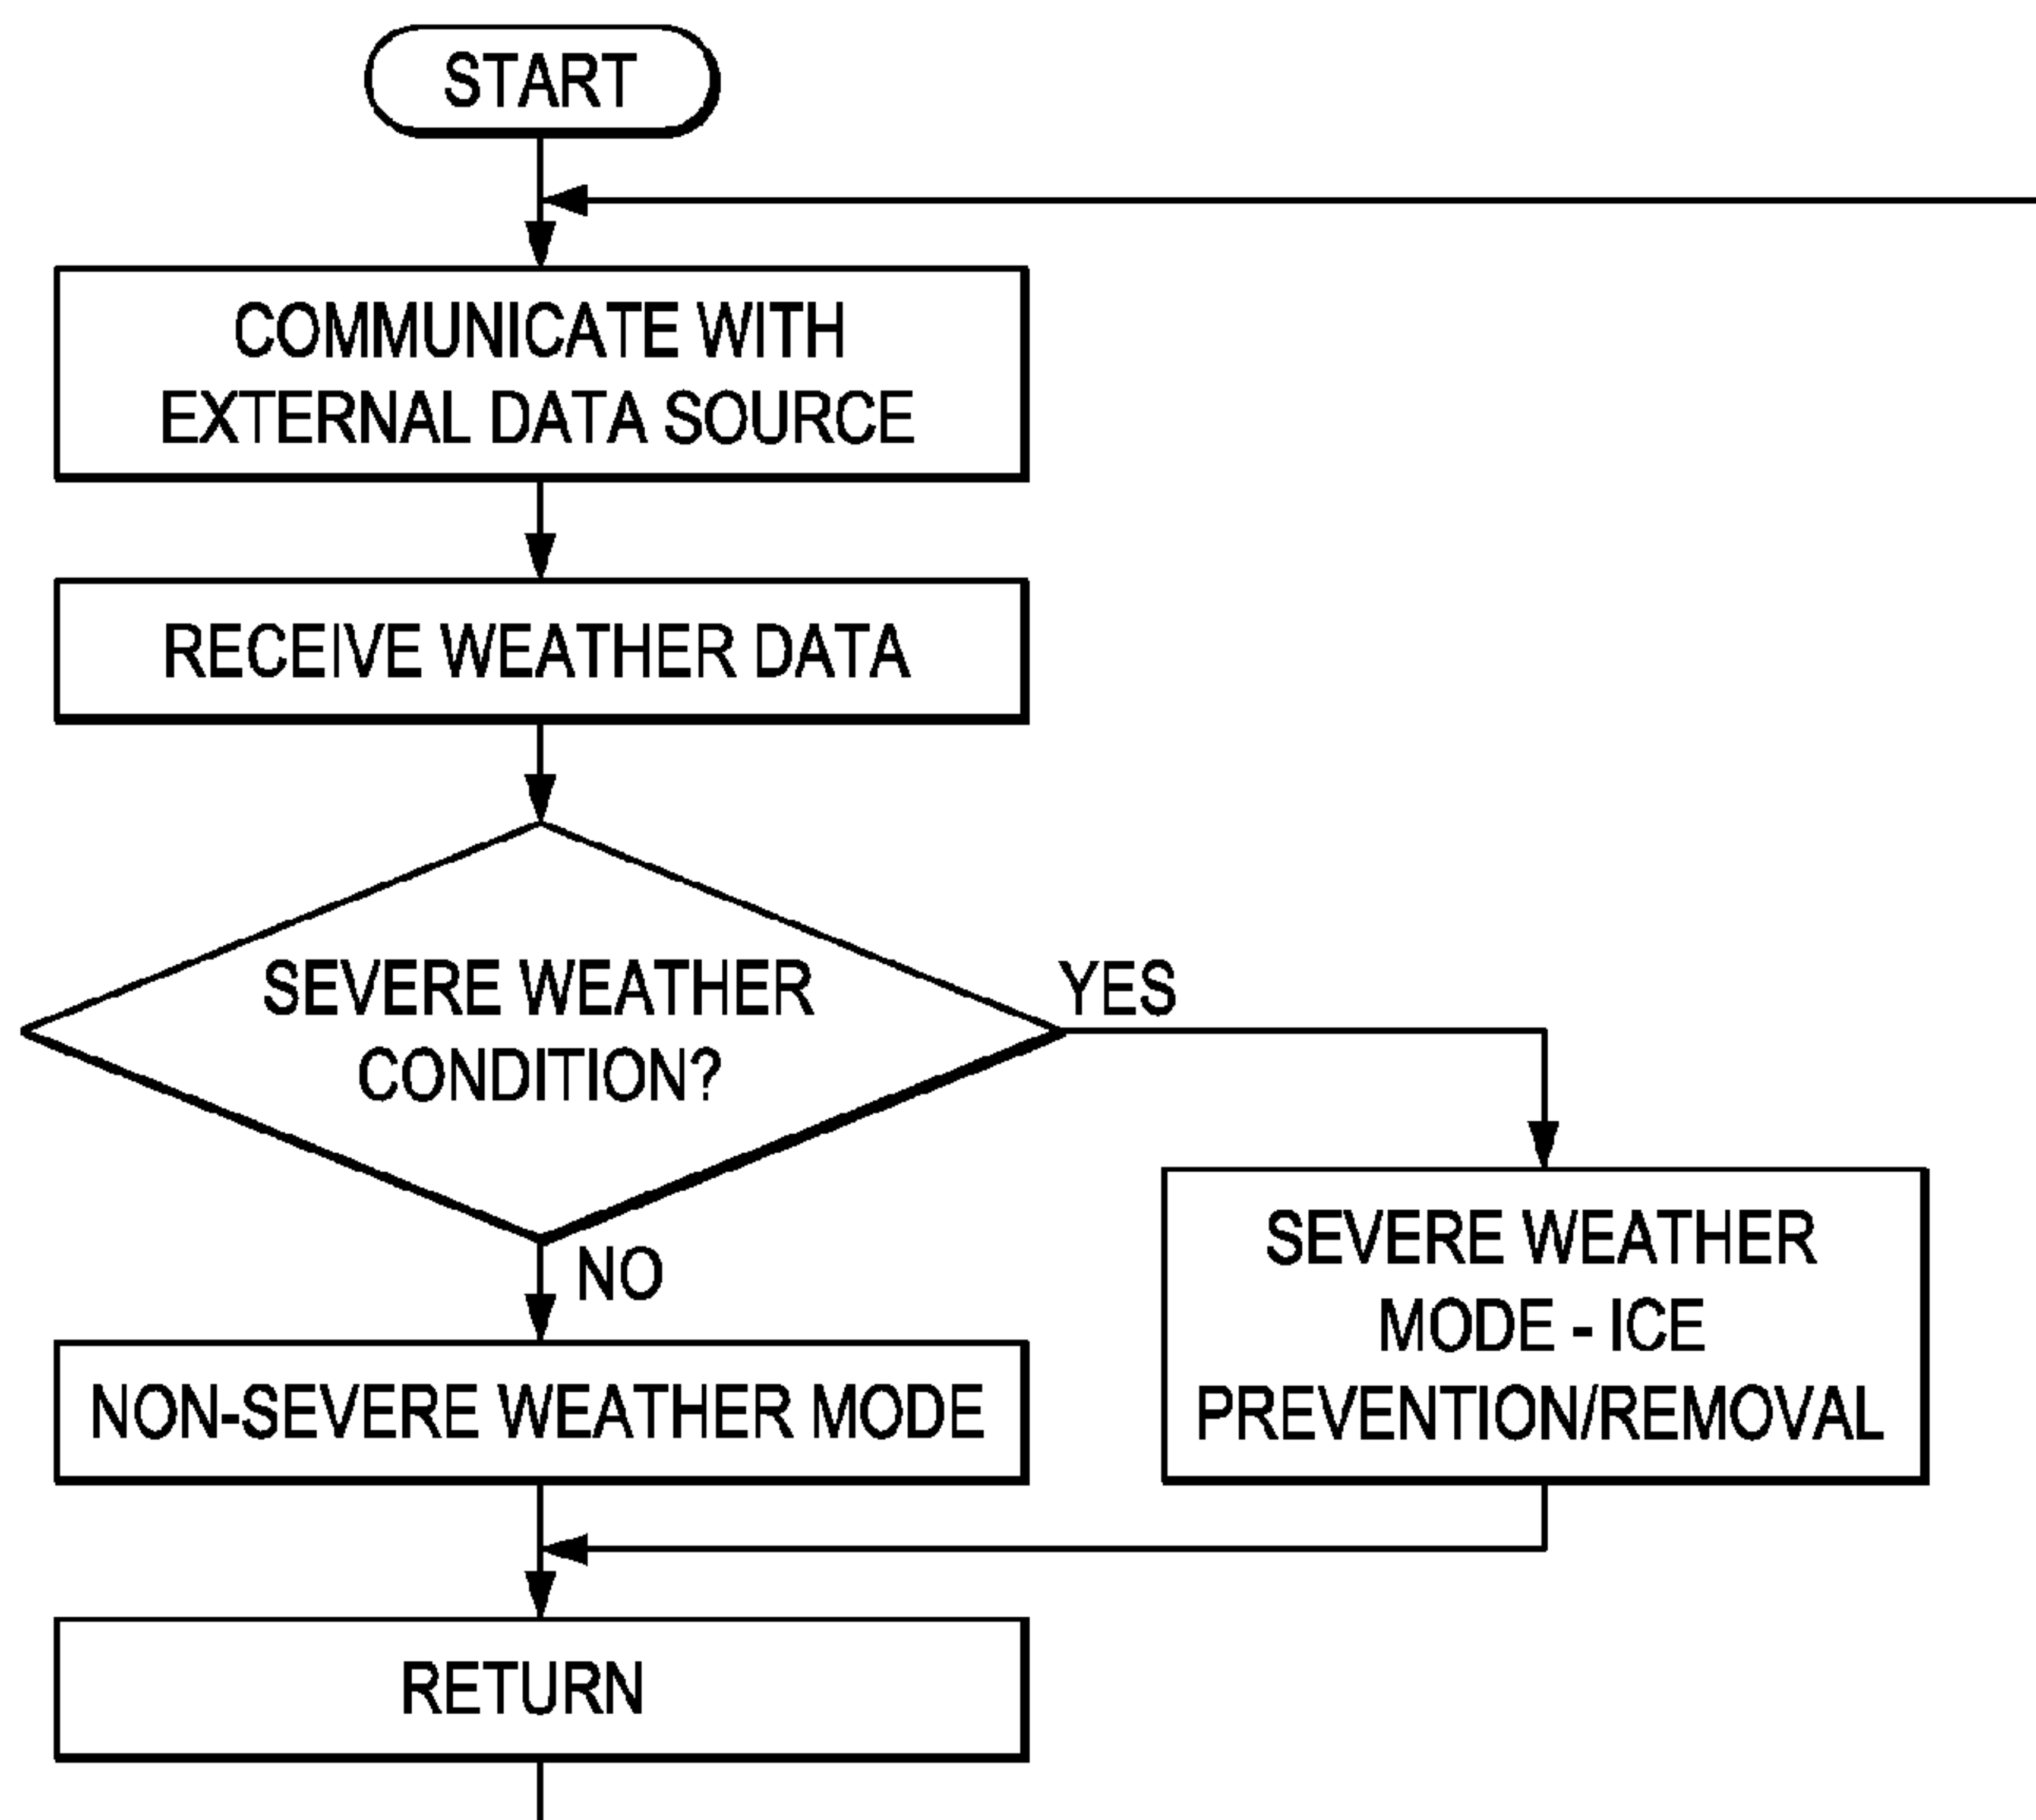 START
COMMUNICATE WITH
EXTERNAL DATA SOURCE
RECEIVE WEATHER DATA
SEVERE WEATHER
CONDITION?
YES
NO
SEVERE WEATHER
MODE - ICE
PREVENTION/REMOVAL
NON-SEVERE WEATHER MODE
RETURN